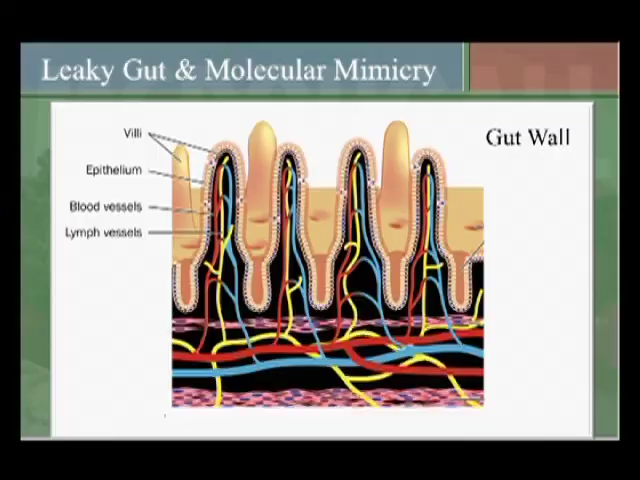 Leaky Gut & Molecular Mimicry
Gut Wall
Villi
Epithelium
Blood vessels
Lymph vessels